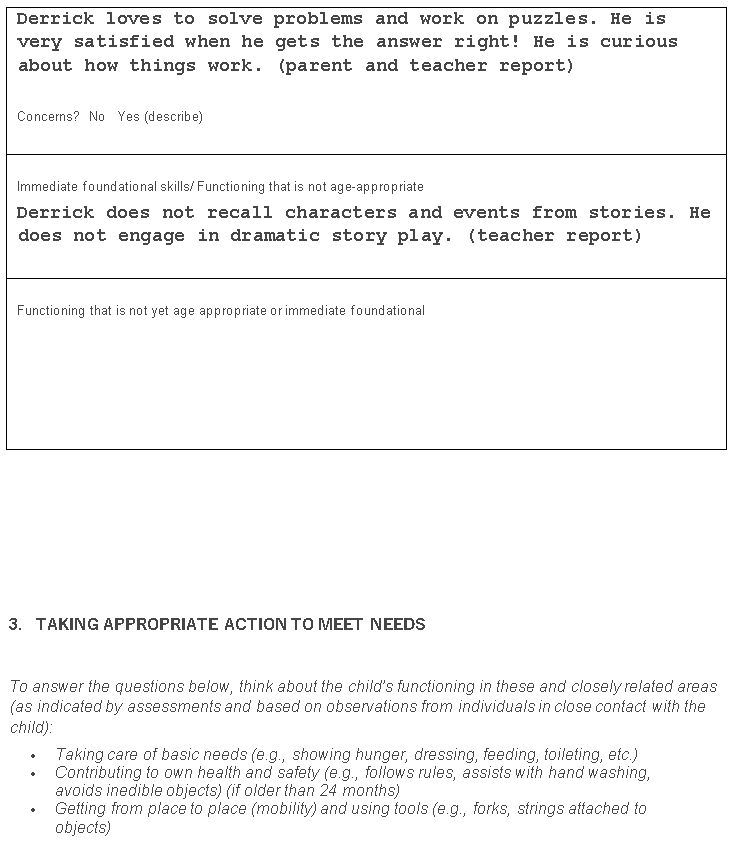 Derrick loves to solve problems and work on puzzles. He is
very satisfied when he gets the answer right! He is curious
about how things work. (parent and teacher report)
Concerns? No Yes (describe)
Immediate foundational skills/ Functioning that is not age-appropriate
Derrick does not recall characters and events from stories. He
does not engage in dramatic story play. (teacher report)
Functioning that is not yet age appropriate or immediate foundational
3. TAKING APPROPRIATE ACTION TO MEET NEEDS
To answer the questions below, think about the child's functioning in these and closely related areas
(as indicated by assessments and based on observations from individuals in close contact with the
child):
• Taking care of basic needs (e.g., showing hunger, dressing, feeding, toileting, etc.)
• Contributing to own health and safety (e.g., follows rules, assists with hand washing,
avoids inedible objects) (if older than 24 months)
• Getting from place to place (mobility) and using tools (e.g., forks, strings attached to
objects)